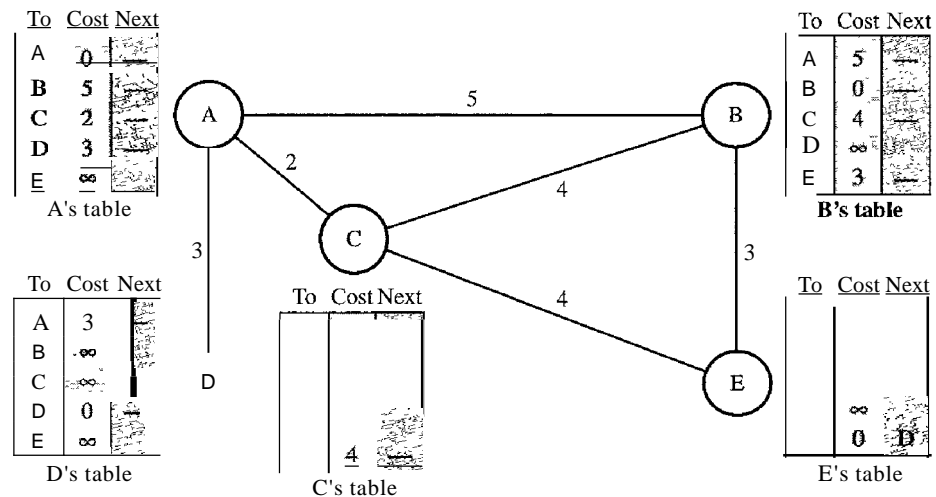 To Cost Next
A 0 —
B 5 —
C 2 —
D 3 —
E ∞
A's table
To Cost Next
A 5 —
B 0 —
C 4 —
D ∞
E 3 —
B's table
A
5
B
2
4
C
3
3
4
D
E
To Cost Next
A 3 —
B ∞
C ∞
D 0 —
E ∞
D's table
To Cost Next
4 —
C's table
To Cost Next
∞
0 D
E's table